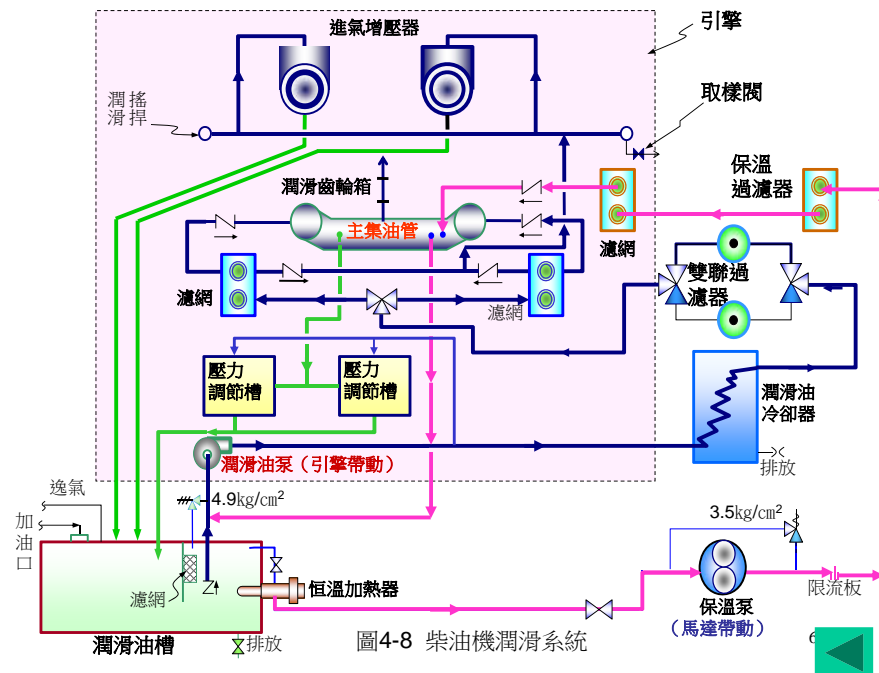 進氣增壓器
引擎
潤搖
滑捍
取樣閥
保溫
過濾器
潤滑齒輪箱
主集油管
濾網
雙聯過
濾器
濾網
濾網
壓力
調節槽
壓力
調節槽
潤滑油
冷卻器
潤滑油泵（引擎帶動）
排放
逸氣
4.9kg/cm²
3.5kg/cm²
加
油
口
濾網
恒溫加熱器
限流板
保溫泵
（馬達帶動）
潤滑油槽
排放
圖4-8 柴油機潤滑系統